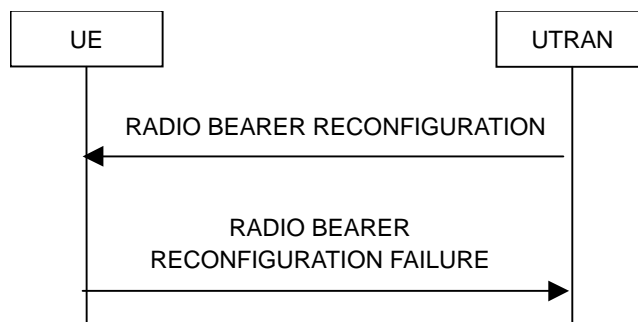 UE
UTRAN
RADIO BEARER RECONFIGURATION
RADIO BEARER
RECONFIGURATION FAILURE